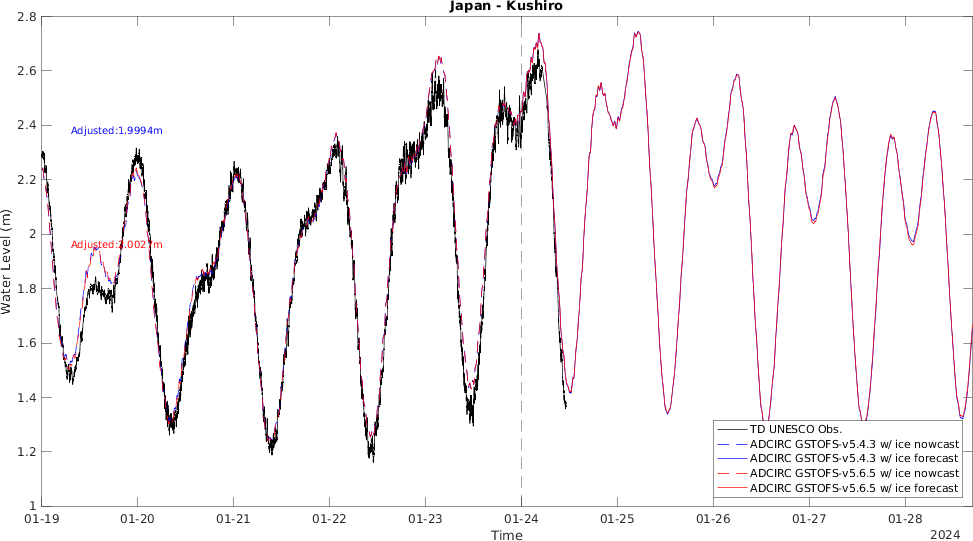 Japan - Kushiro
2.8
2.6
2.4
2.2
2
1.8
1.6
1.4
1.2
1
Water Level (m)
Adjusted:1.9994m
Adjusted:2.0027m
TD UNESCO Obs.
ADCIRC GSTOFS-v5.4.3 w/ ice nowcast
ADCIRC GSTOFS-v5.4.3 w/ ice forecast
ADCIRC GSTOFS-v5.6.5 w/ ice nowcast
ADCIRC GSTOFS-v5.6.5 w/ ice forecast
01-19 01-20 01-21 01-22 01-23 01-24 01-25 01-26 01-27 01-28
Time
2024